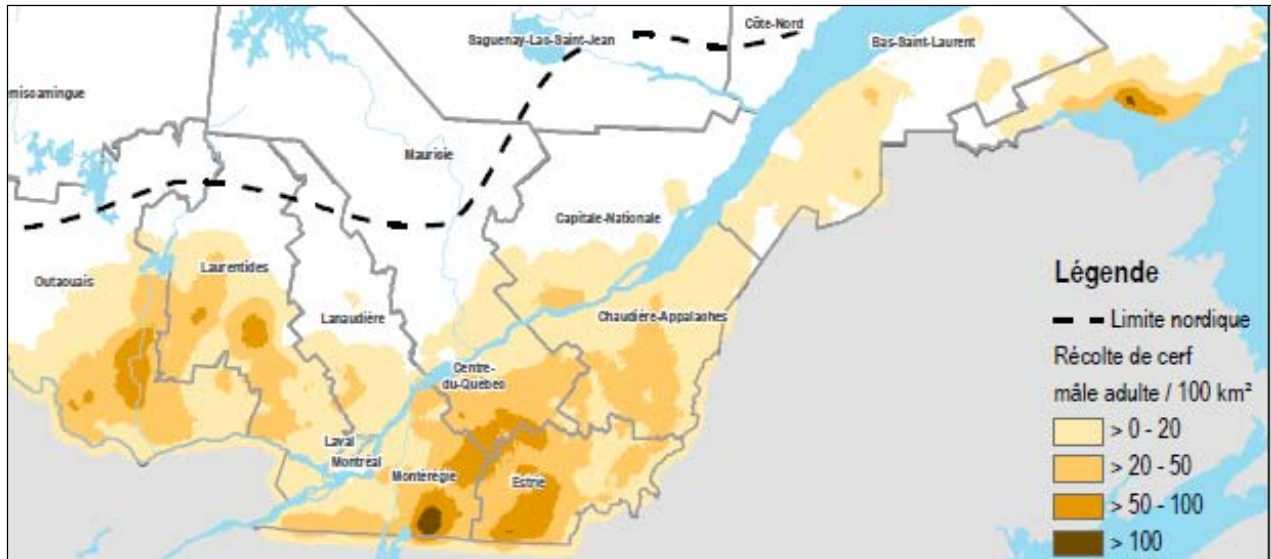 Côte-Nord
Saguenay-Lac-Saint-Jean
Bas-Saint-Laurent
emiscamingue
Mauricie
Capitale-Nationale
Outaouais
Laurentides
Lanaudière
Chaudière-Appalaches
Centre-
du-Québec
Laval
Montréal
Montérégie
Estrie
Légende
Limite nordique
Récolte de cerf
mâle adulte / 100 km²
> 0 - 20
> 20 - 50
> 50 - 100
> 100